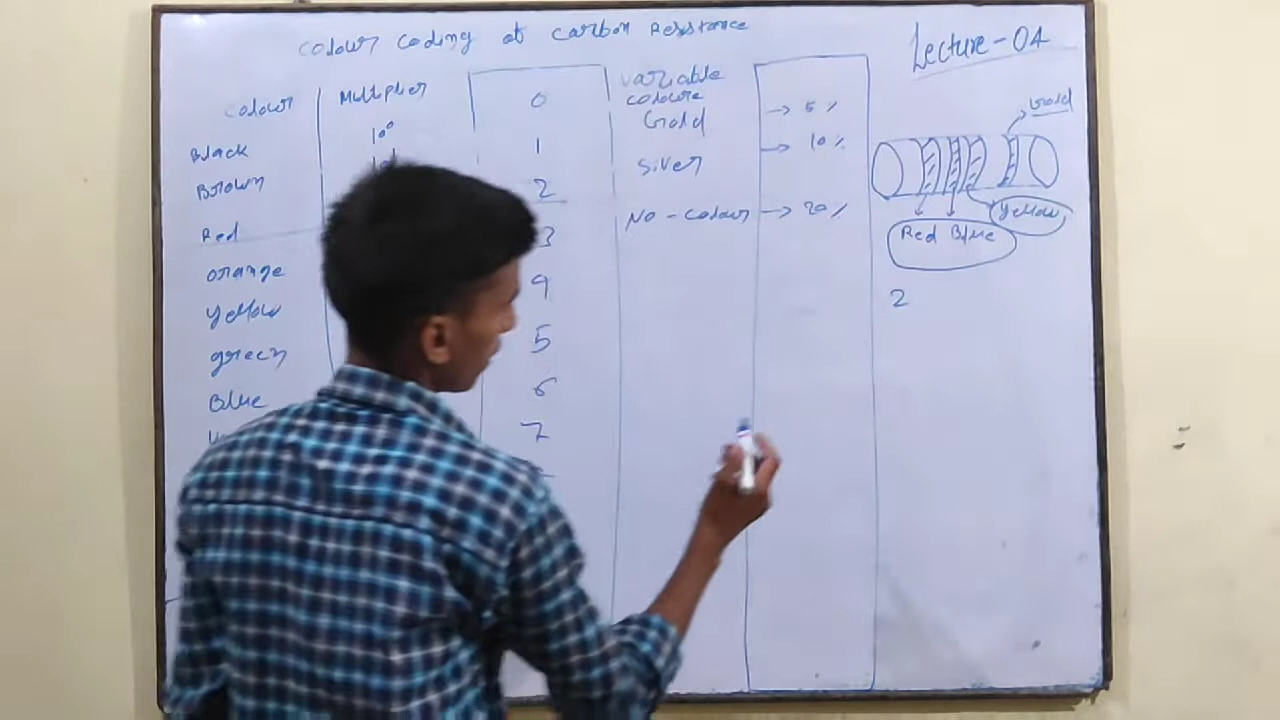 Colour Coding of Carbon Resistance
Lecture-04
Colour
Multiplier
0
Variable
Colour
Black
10⁰
1
Gold → 5 %
Brown
2
Silver → 10 %
Red
3
No-Colour → 20 %
Orange
4
Yellow
5
green
6
Blue
7
Gold
Yellow
Red Blue
2